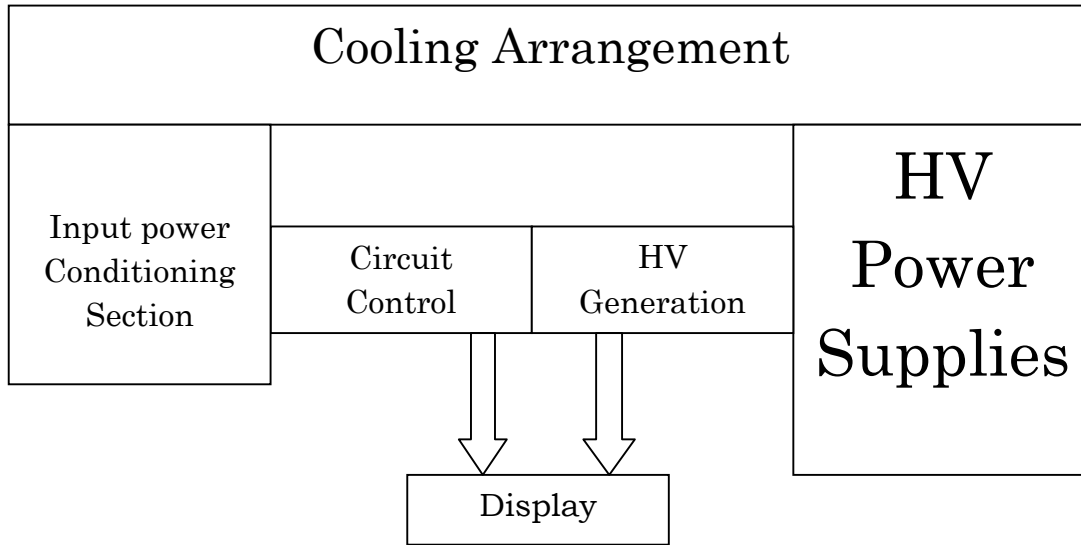 Cooling Arrangement
Input power
Conditioning
Section
Circuit
Control
HV
Generation
HV
Power
Supplies
Display